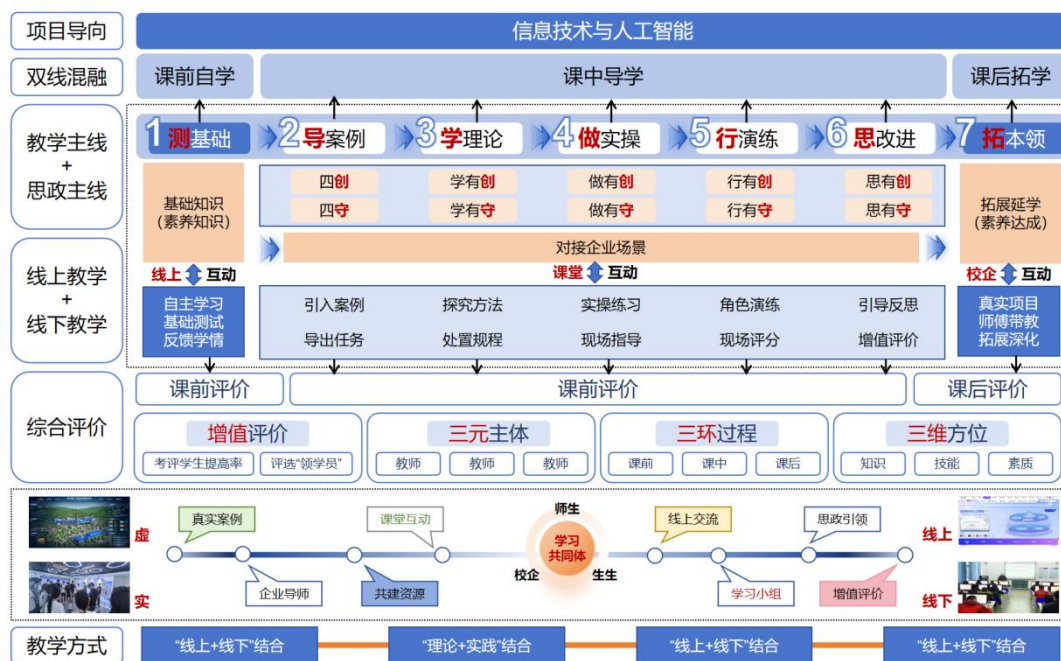 项目导向
信息技术与人工智能
双线混融
课前自学
课中导学
课后拓学
教学主线
+
思政主线
1 测基础
2 导案例
3 学理论
4 做实操
5 行演练
6 思改进
7 拓本领
基础知识
(素养知识)
四创
学有创
做有创
行有创
思有创
四守
学有守
做有守
行有守
思有守
拓展延学
(素养达成)
对接企业场景
线上教学
+
线下教学
线上 互动
课堂 互动
校企 互动
自主学习
基础测试
反馈学情
引入案例
探究方法
实操练习
角色演练
引导反思
导出任务
处置规程
现场指导
现场评分
增值评价
真实项目
师傅带教
拓展深化
综合评价
课前评价
课前评价
课后评价
增值评价
三元主体
三环过程
三维方位
考评学生提高率
评选“领学员”
教师
教师
教师
课前
课中
课后
知识
技能
素质
虚
实
真实案例
课堂互动
企业导师
共建资源
师生
学习
共同体
校企
生生
线上交流
思政引领
学习小组
增值评价
线上
线下
教学方式
“线上+线下”结合
“理论+实践”结合
“线上+线下”结合
“线上+线下”结合